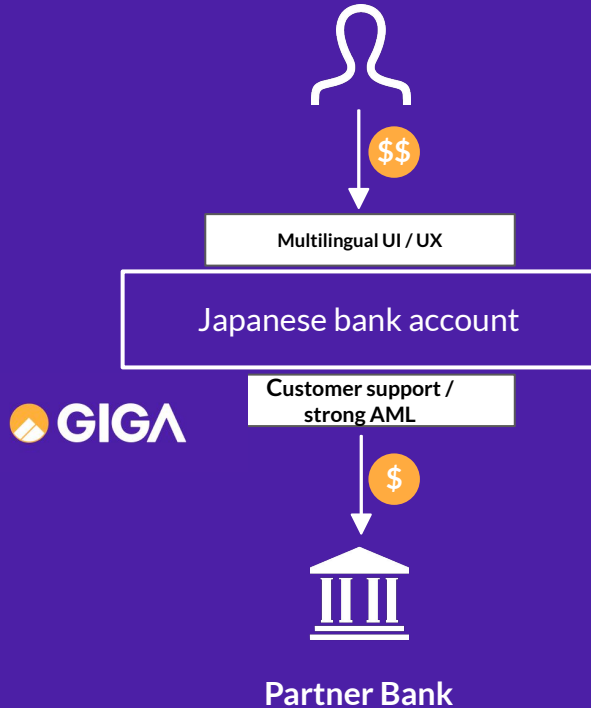 $$
Multilingual UI / UX
Japanese bank account
Customer support /
strong AML
GIGA
$
Partner Bank